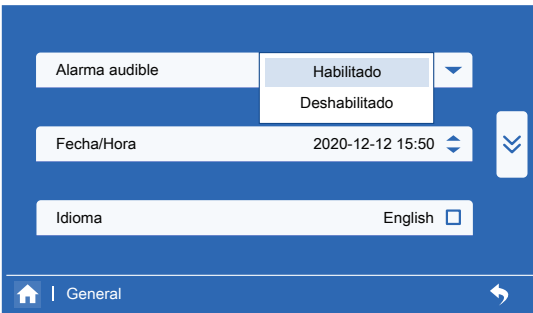 Alarma audible Habilitado
Deshabilitado
Fecha/Hora 2020-12-12 15:50
Idioma English
General